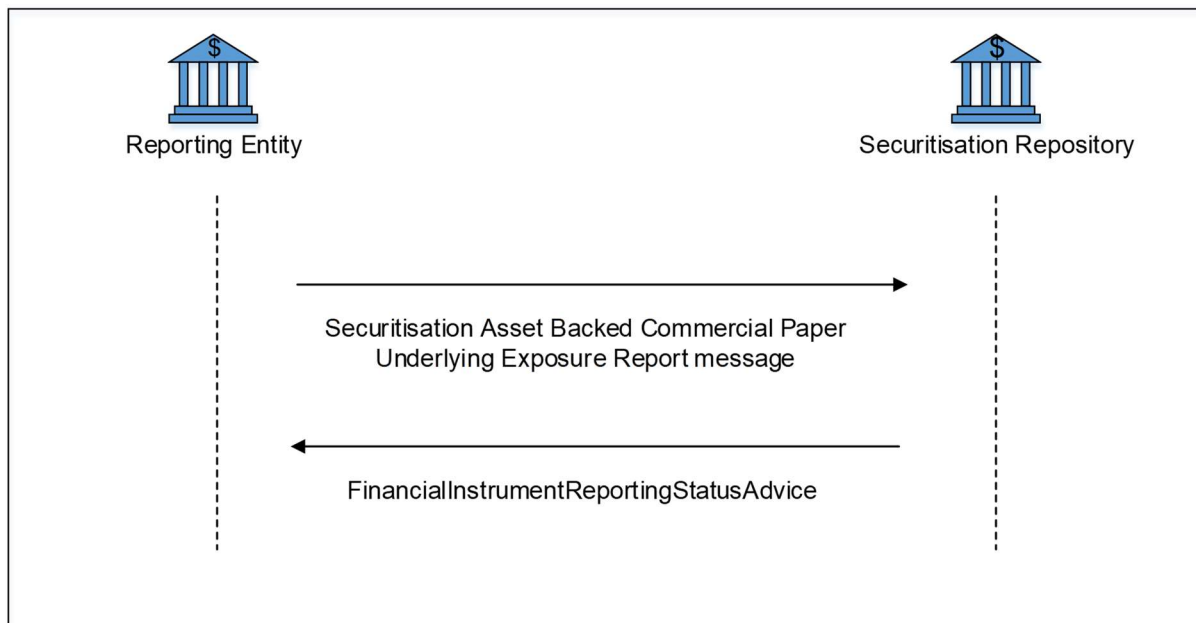 $
$
Reporting Entity
Securitisation Repository
Securitisation Asset Backed Commercial Paper
Underlying Exposure Report message
FinancialInstrumentReportingStatusAdvice